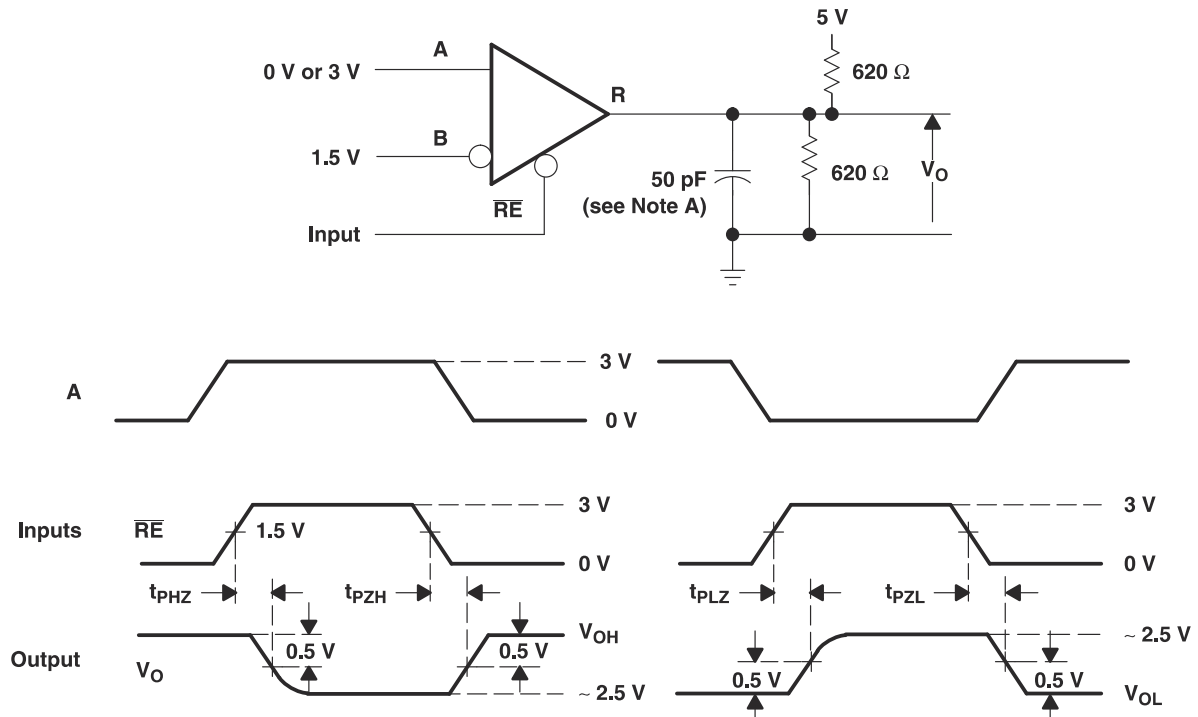 5 V
A
0 V or 3 V
620 Ω
R
B
1.5 V
50 pF
(see Note A)
620 Ω
V_O
R̅E̅
Input
3 V
A
0 V
3 V
3 V
Inputs
R̅E̅
1.5 V
0 V
0 V
t_PHZ
t_PZH
t_PLZ
t_PZL
V_OH
~ 2.5 V
0.5 V
0.5 V
Output
V_O
0.5 V
0.5 V
~ 2.5 V
V_OL